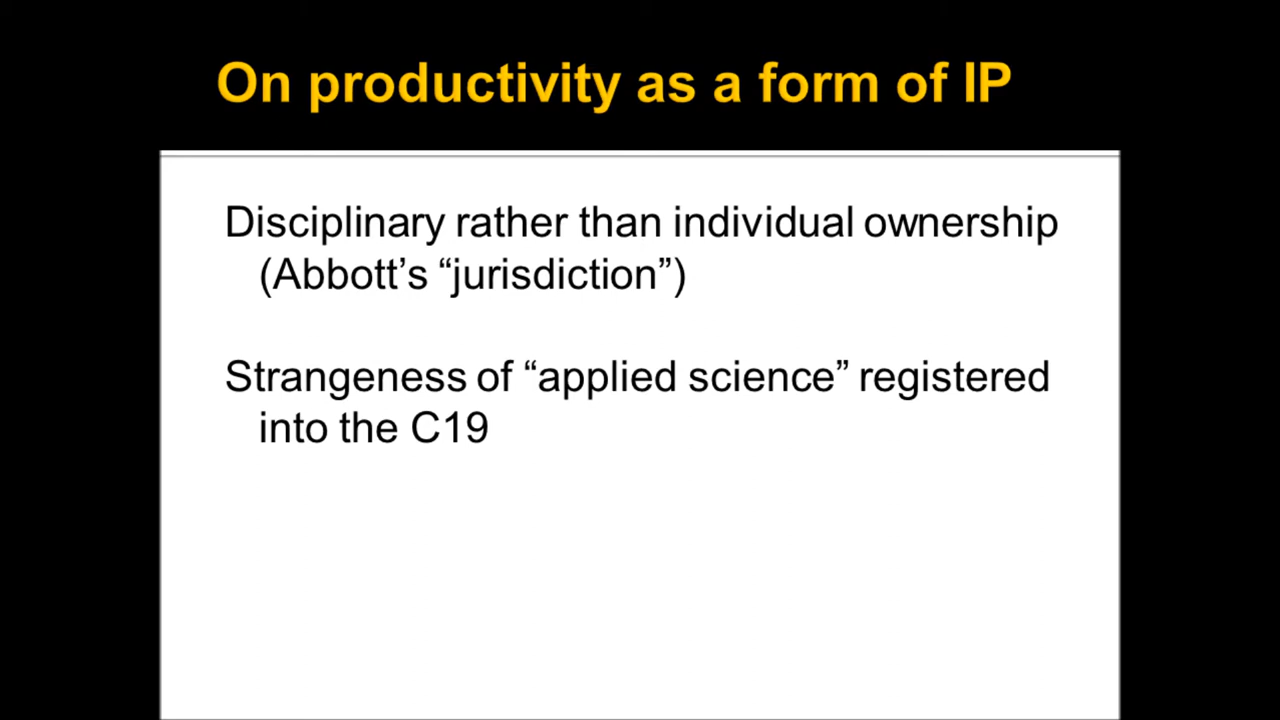 On productivity as a form of IP
Disciplinary rather than individual ownership
(Abbott’s “jurisdiction”)
Strangeness of “applied science” registered
into the C19